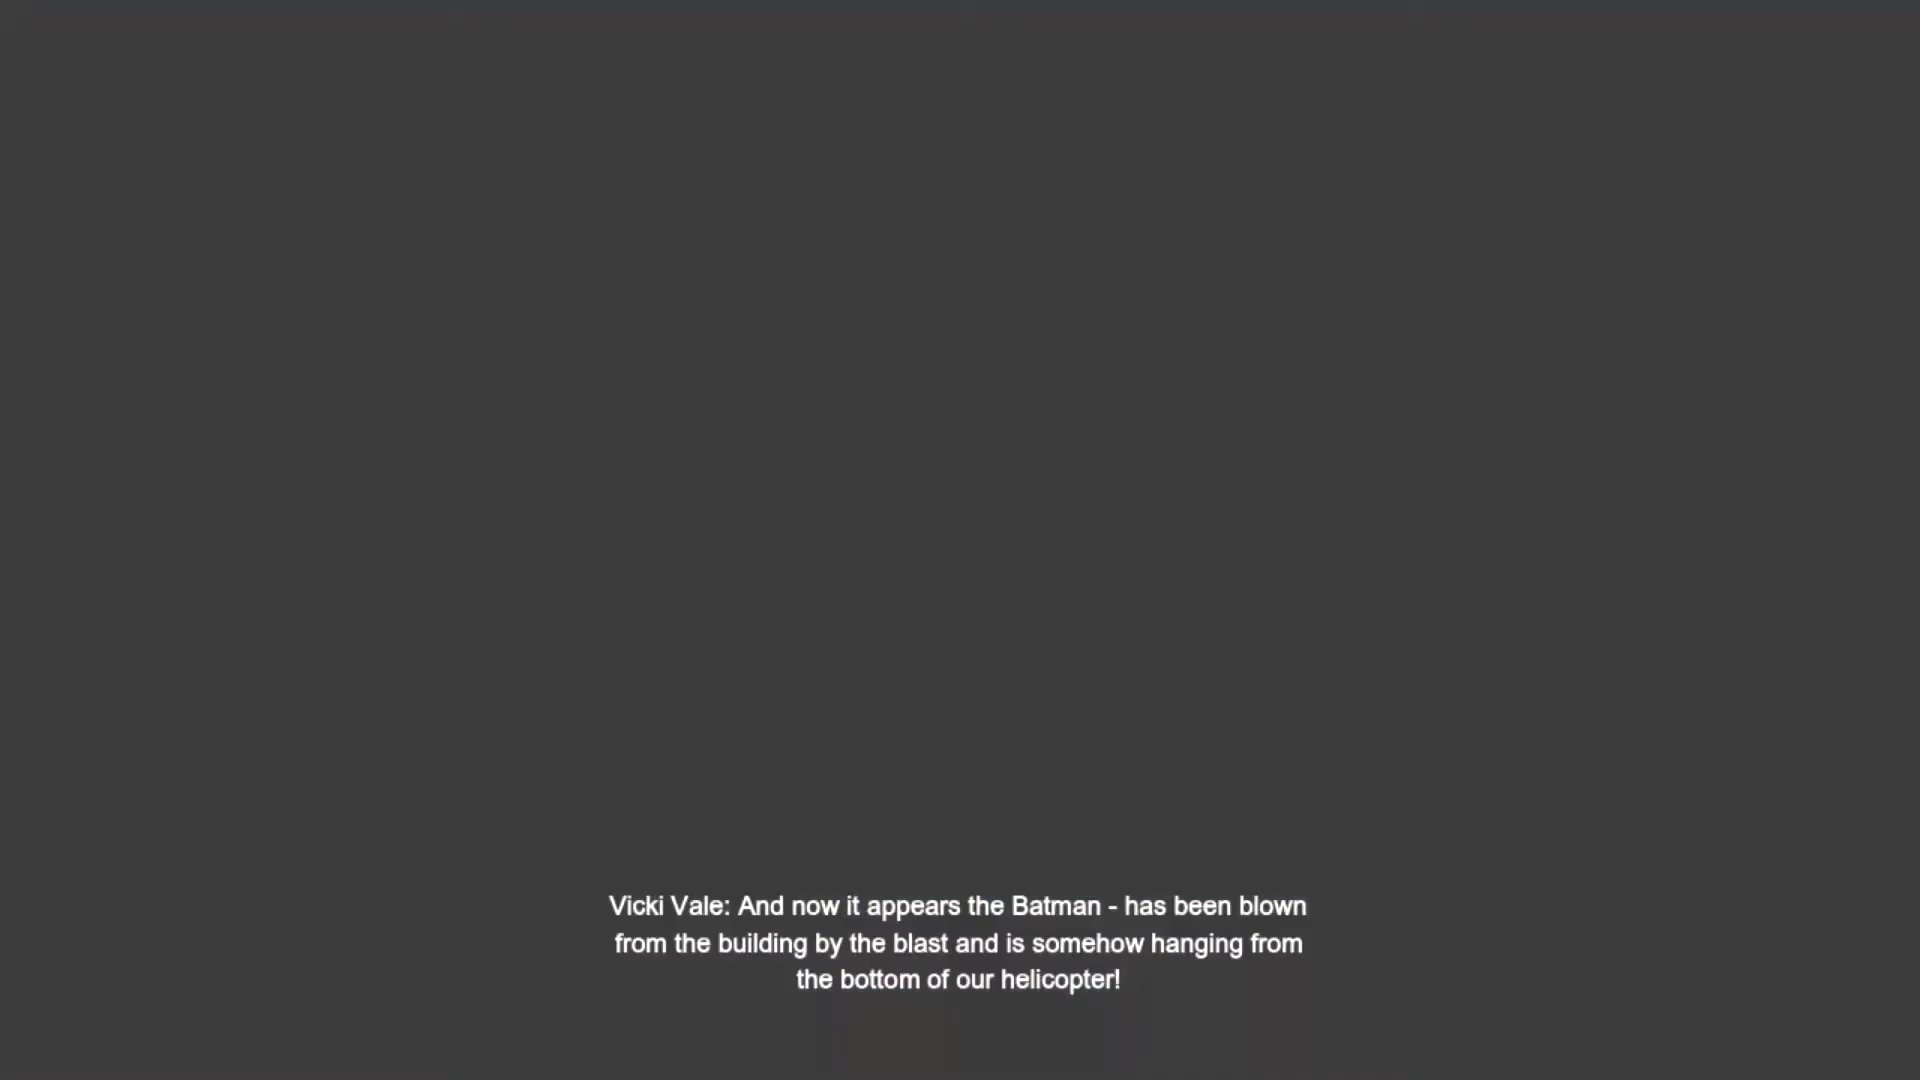 Vicki Vale: And now it appears the Batman - has been blown
from the building by the blast and is somehow hanging from
the bottom of our helicopter!